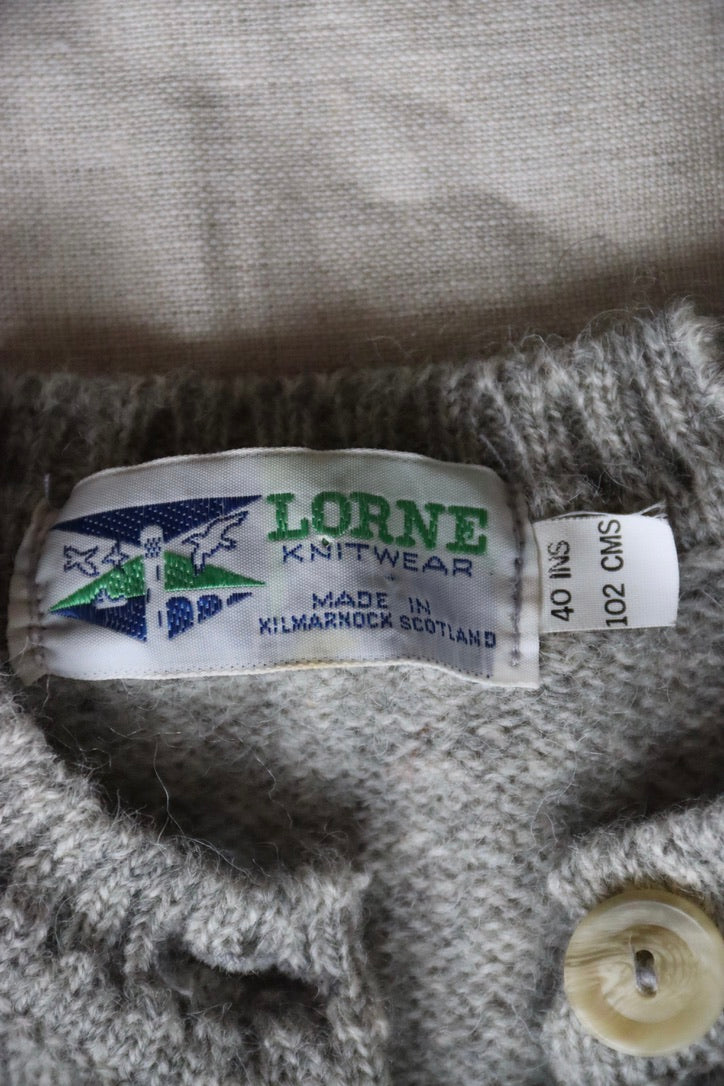 LORNE
KNITWEAR
MADE IN
KILMARNOCK SCOTLAND
40 INS
102 CMS